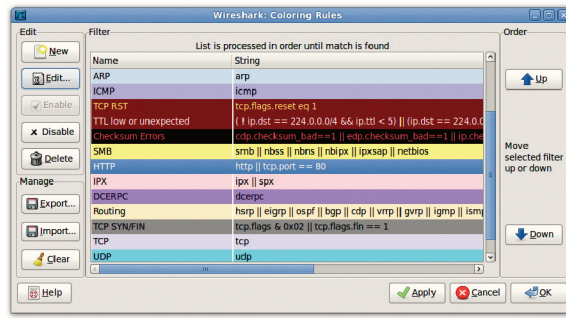 Wireshark: Coloring Rules
Edit
New
Edit...
Enable
Disable
Delete
Manage
Export...
Import...
Clear
Filter
List is processed in order until match is found
Name String
ARP arp
ICMP icmp
TCP RST tcp.flags.reset eq 1
TTL low or unexpected ( ! ip.dst == 224.0.0.0/4 && ip.ttl < 5) || (ip.dst == 224.0.0
Checksum Errors cdp.checksum_bad==1 || edp.checksum_bad==1 || ip.che
SMB smb || nbss || nbns || nbipx || ipxsap || netbios
HTTP http || tcp.port == 80
IPX ipx || spx
DCERPC dcerpc
Routing hsrp || eigrp || ospf || bgp || cdp || vrrp || gvrp || igmp || ismp
TCP SYN/FIN tcp.flags & 0x02 || tcp.flags.fin == 1
TCP tcp
UDP udp
Order
Up
Move
selected filter
up or down
Down
Help
Apply
Cancel
OK